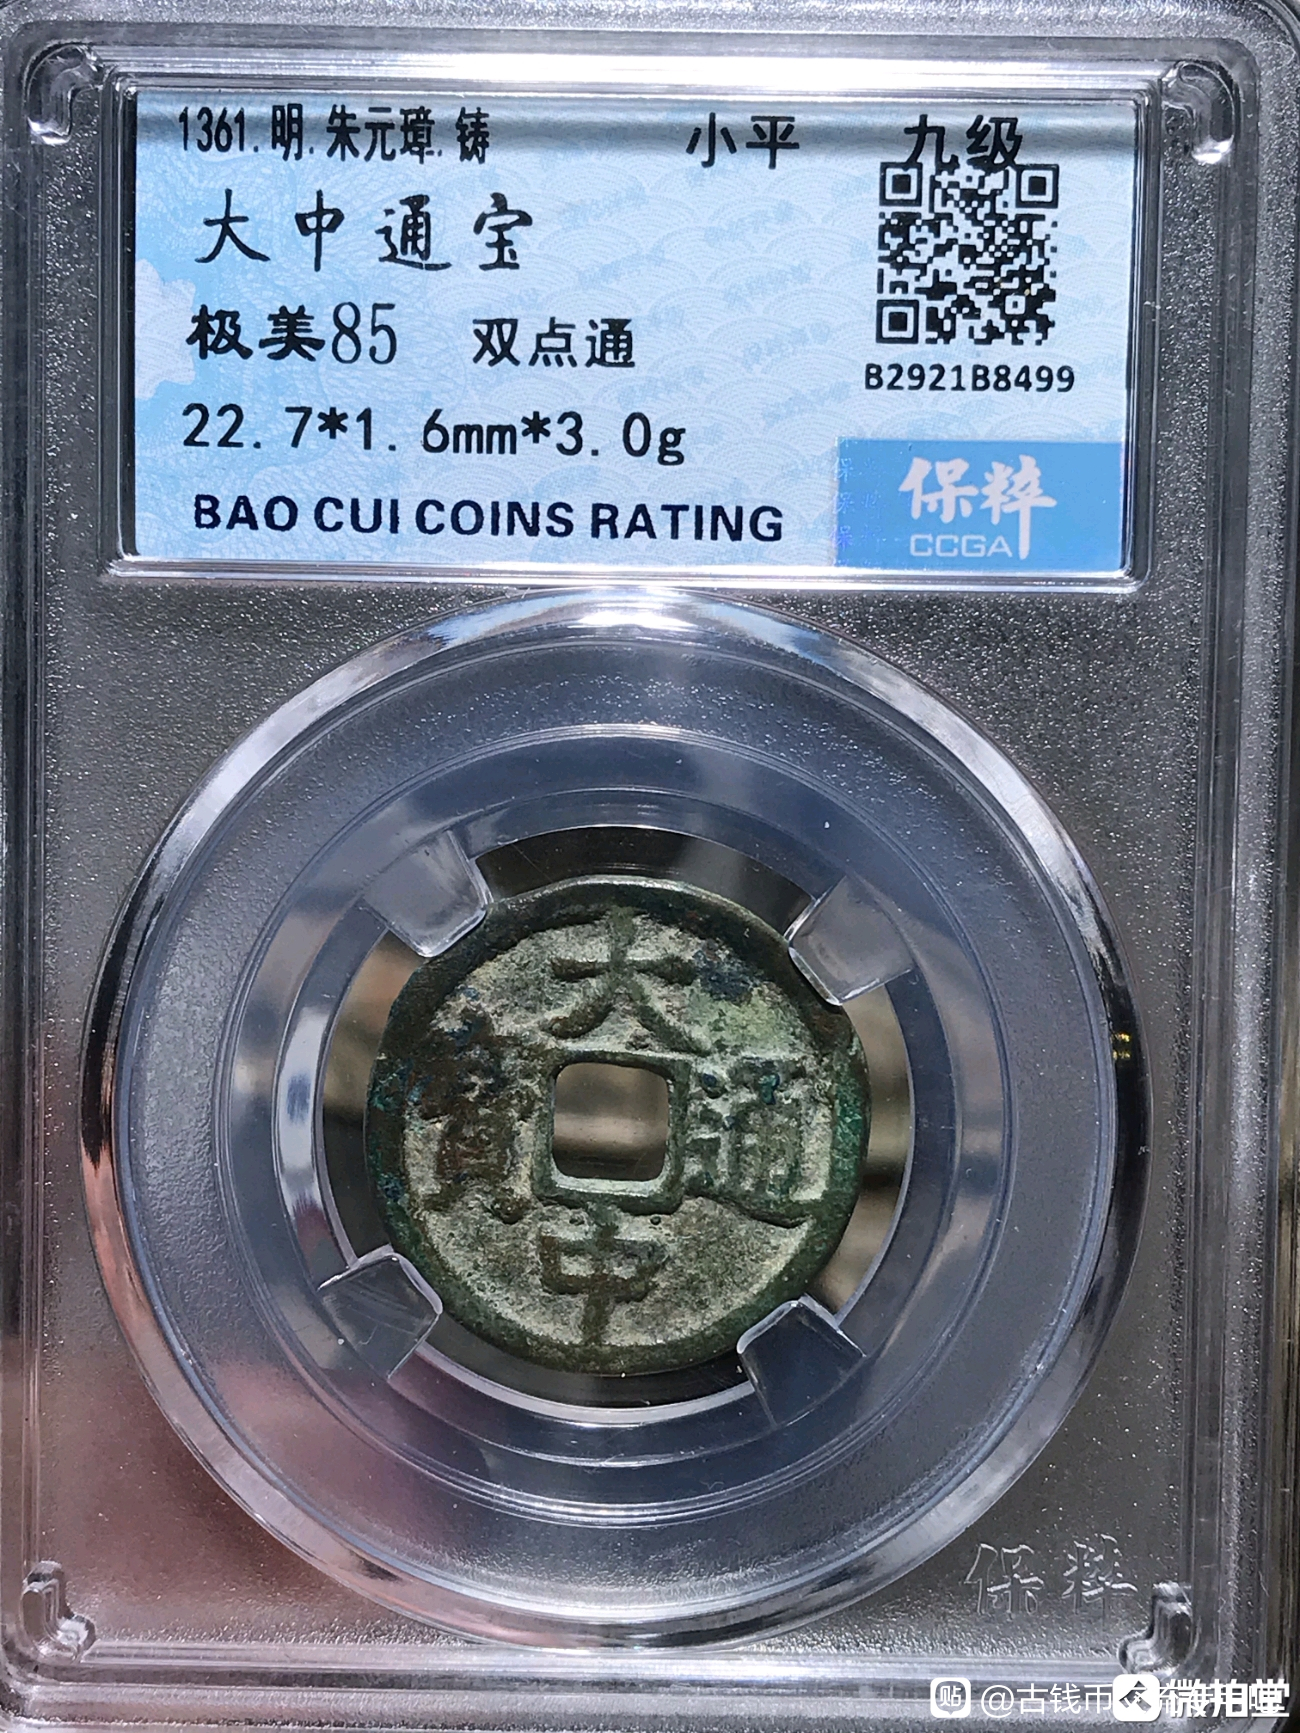 1361.明.朱元璋.铸 小平 九级
大中通宝
极美85 双点通
B2921B8499
22.7*1.6mm*3.0g
BAO CUI COINS RATING
保粹
CCGA
大
通
寶
中
保粹
贴 @古钱币 微拍堂